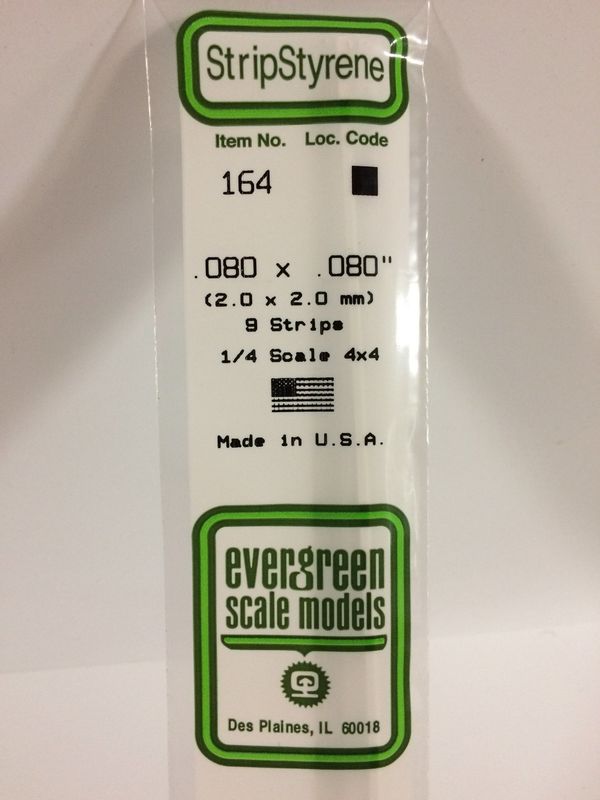 StripStyrene
Item No. Loc. Code
164
.080 x .080"
(2.0 x 2.0 mm)
9 Strips
1/4 Scale 4x4
Made in U.S.A.
evergreen
scale models
Des Plaines, IL 60018